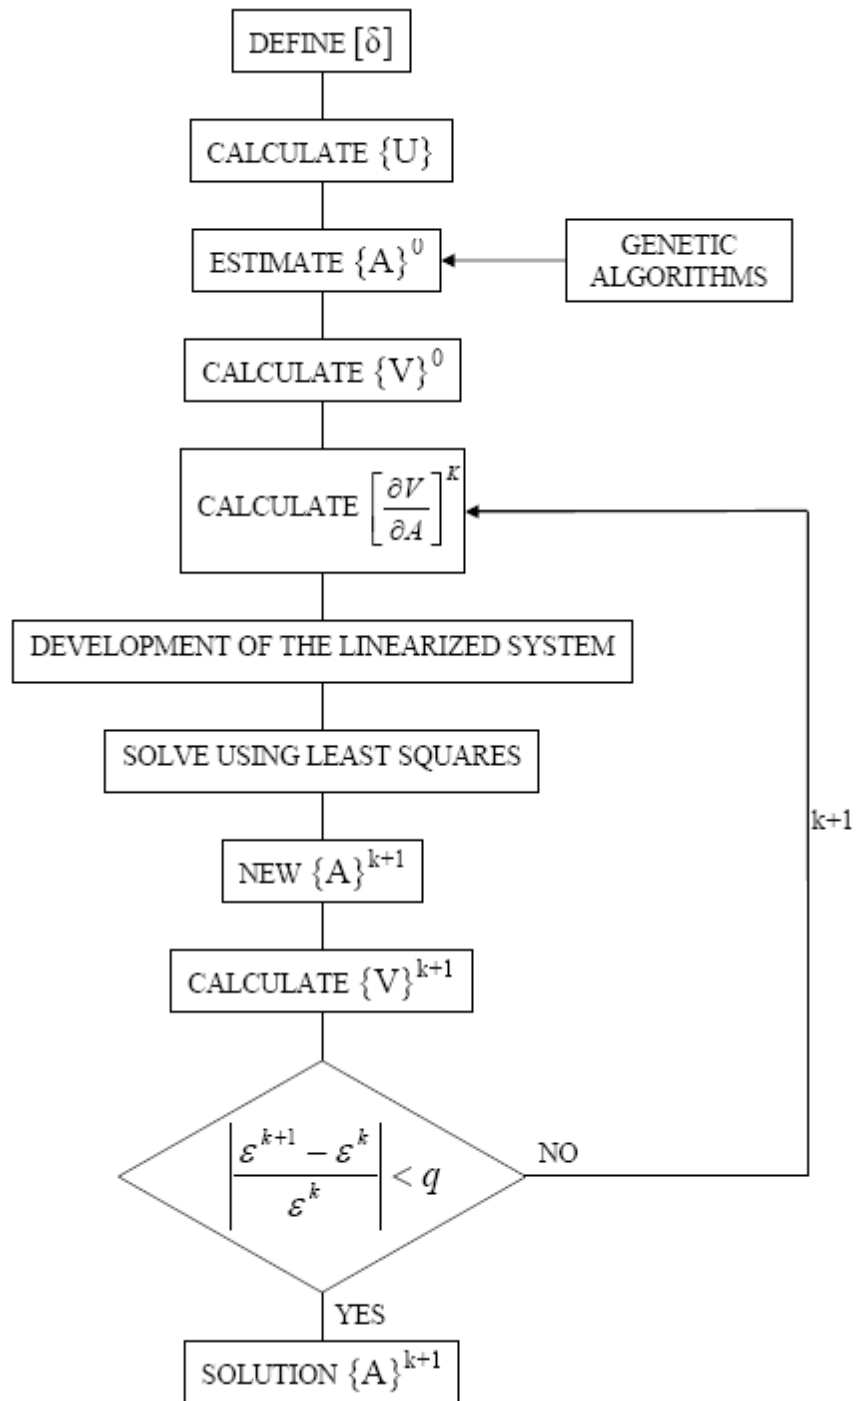 DEFINE [δ]
CALCULATE {U}
ESTIMATE {A}⁰
GENETIC
ALGORITHMS
CALCULATE {V}⁰
CALCULATE [∂V/∂A]ᴷ
DEVELOPMENT OF THE LINEARIZED SYSTEM
SOLVE USING LEAST SQUARES
k+1
NEW {A}ᵏ⁺¹
CALCULATE {V}ᵏ⁺¹
|(εᵏ⁺¹ − εᵏ)/εᵏ| < q
NO
YES
SOLUTION {A}ᵏ⁺¹